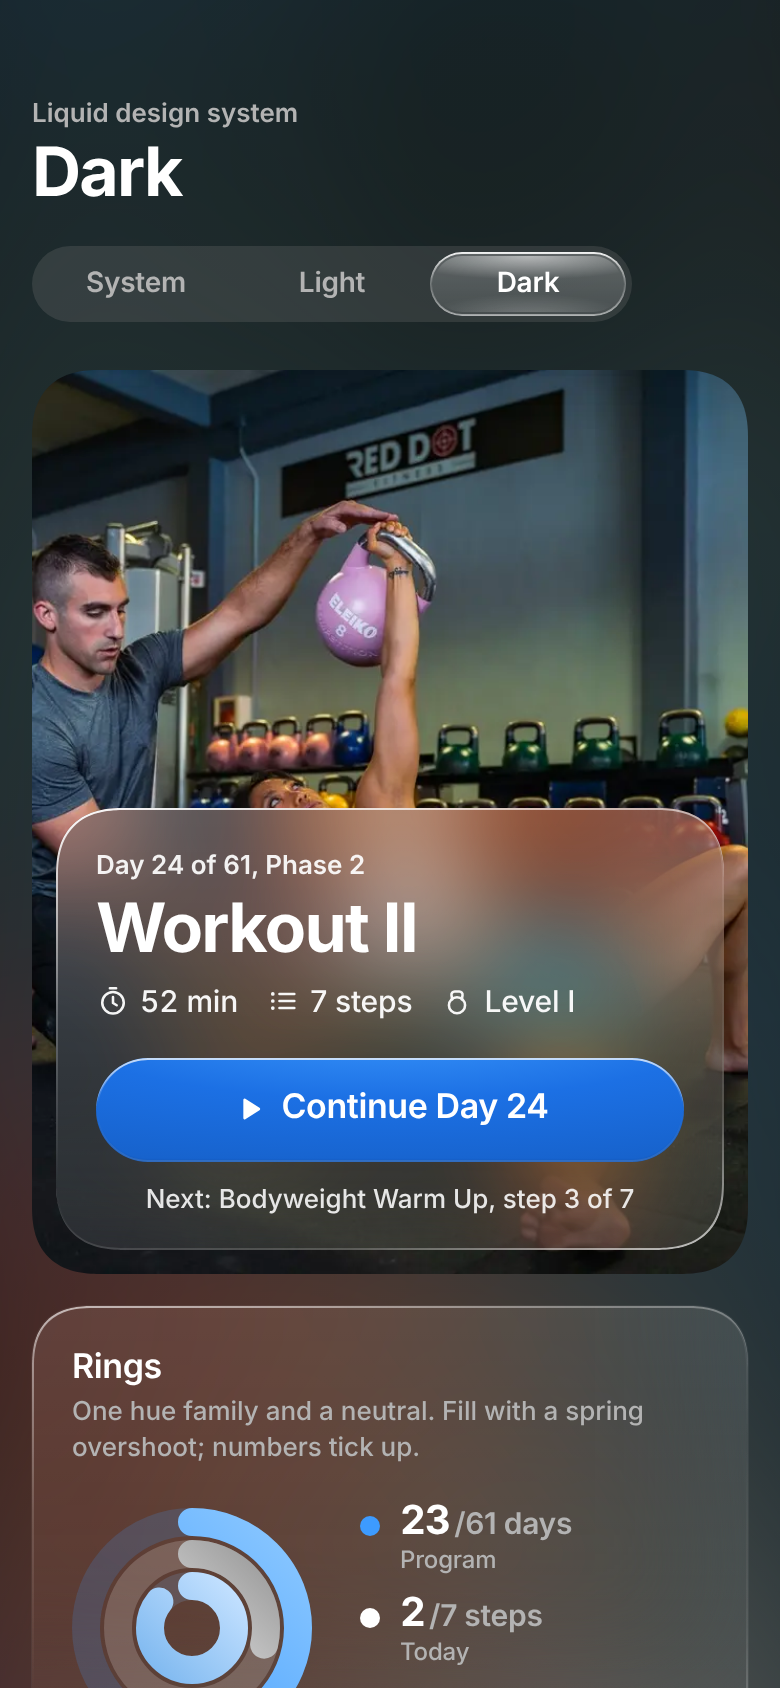 Liquid design system
Dark
System Light Dark
RED DOT
FITNESS
ELEIKO
8
Day 24 of 61, Phase 2
Workout II
52 min 7 steps Level I
Continue Day 24
Next: Bodyweight Warm Up, step 3 of 7
Rings
One hue family and a neutral. Fill with a spring
overshoot; numbers tick up.
23/61 days
Program
2/7 steps
Today